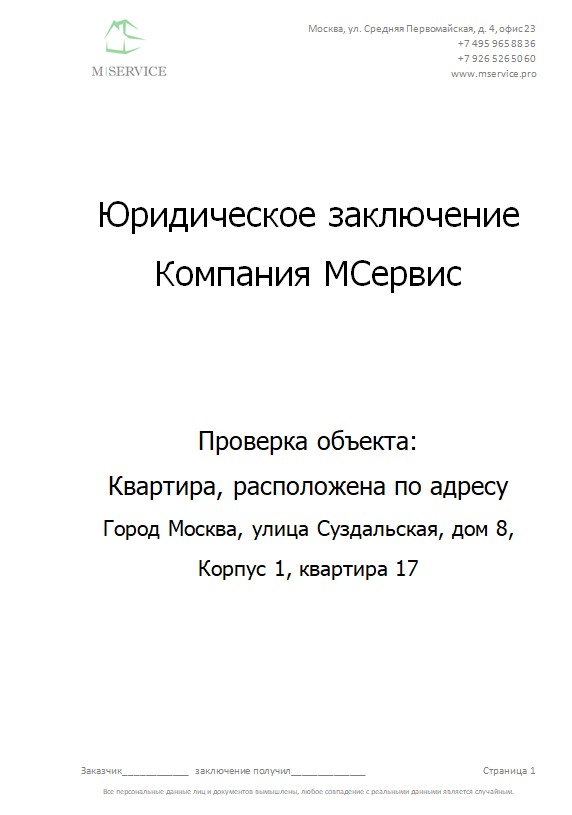 Москва, ул. Средняя Первомайская, д. 4, офис 23
+7 495 965 88 36
+7 926 526 50 60
www.mservice.pro
M|SERVICE
Юридическое заключение
Компания МСервис
Проверка объекта:
Квартира, расположена по адресу
Город Москва, улица Суздальская, дом 8,
Корпус 1, квартира 17
Заказчик____________ заключение получил_____________ Страница 1
Все персональные данные лиц и документов вымышлены, любое совпадение с реальными данными является случайным.